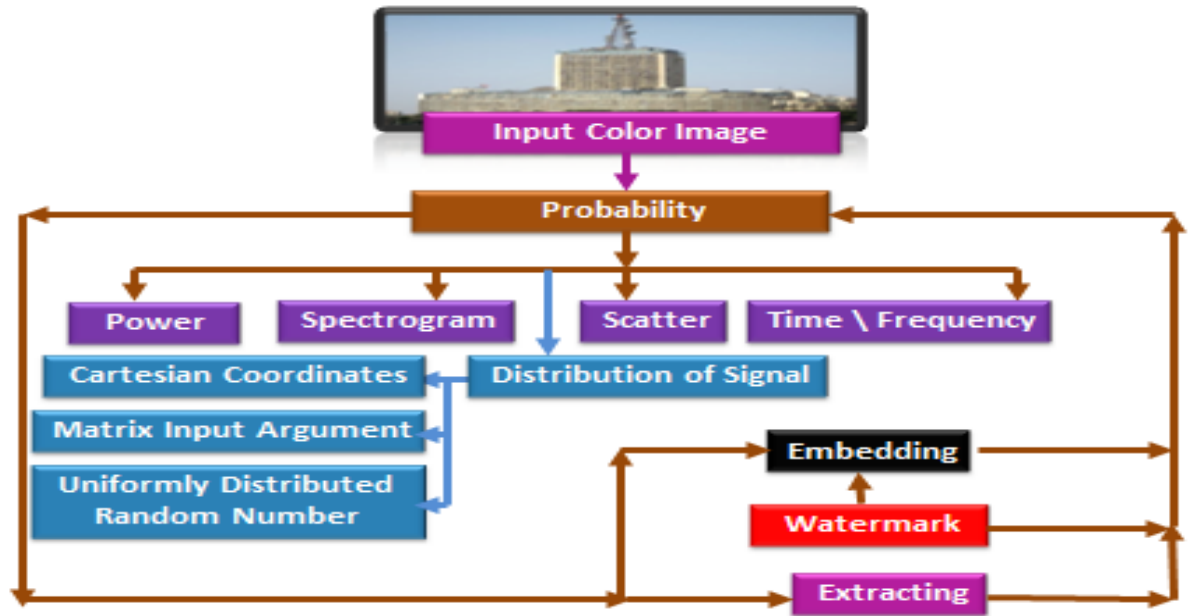 Input Color Image
Probability
Power
Spectrogram
Scatter
Time \ Frequency
Cartesian Coordinates
Distribution of Signal
Matrix Input Argument
Embedding
Uniformly Distributed
Random Number
Watermark
Extracting